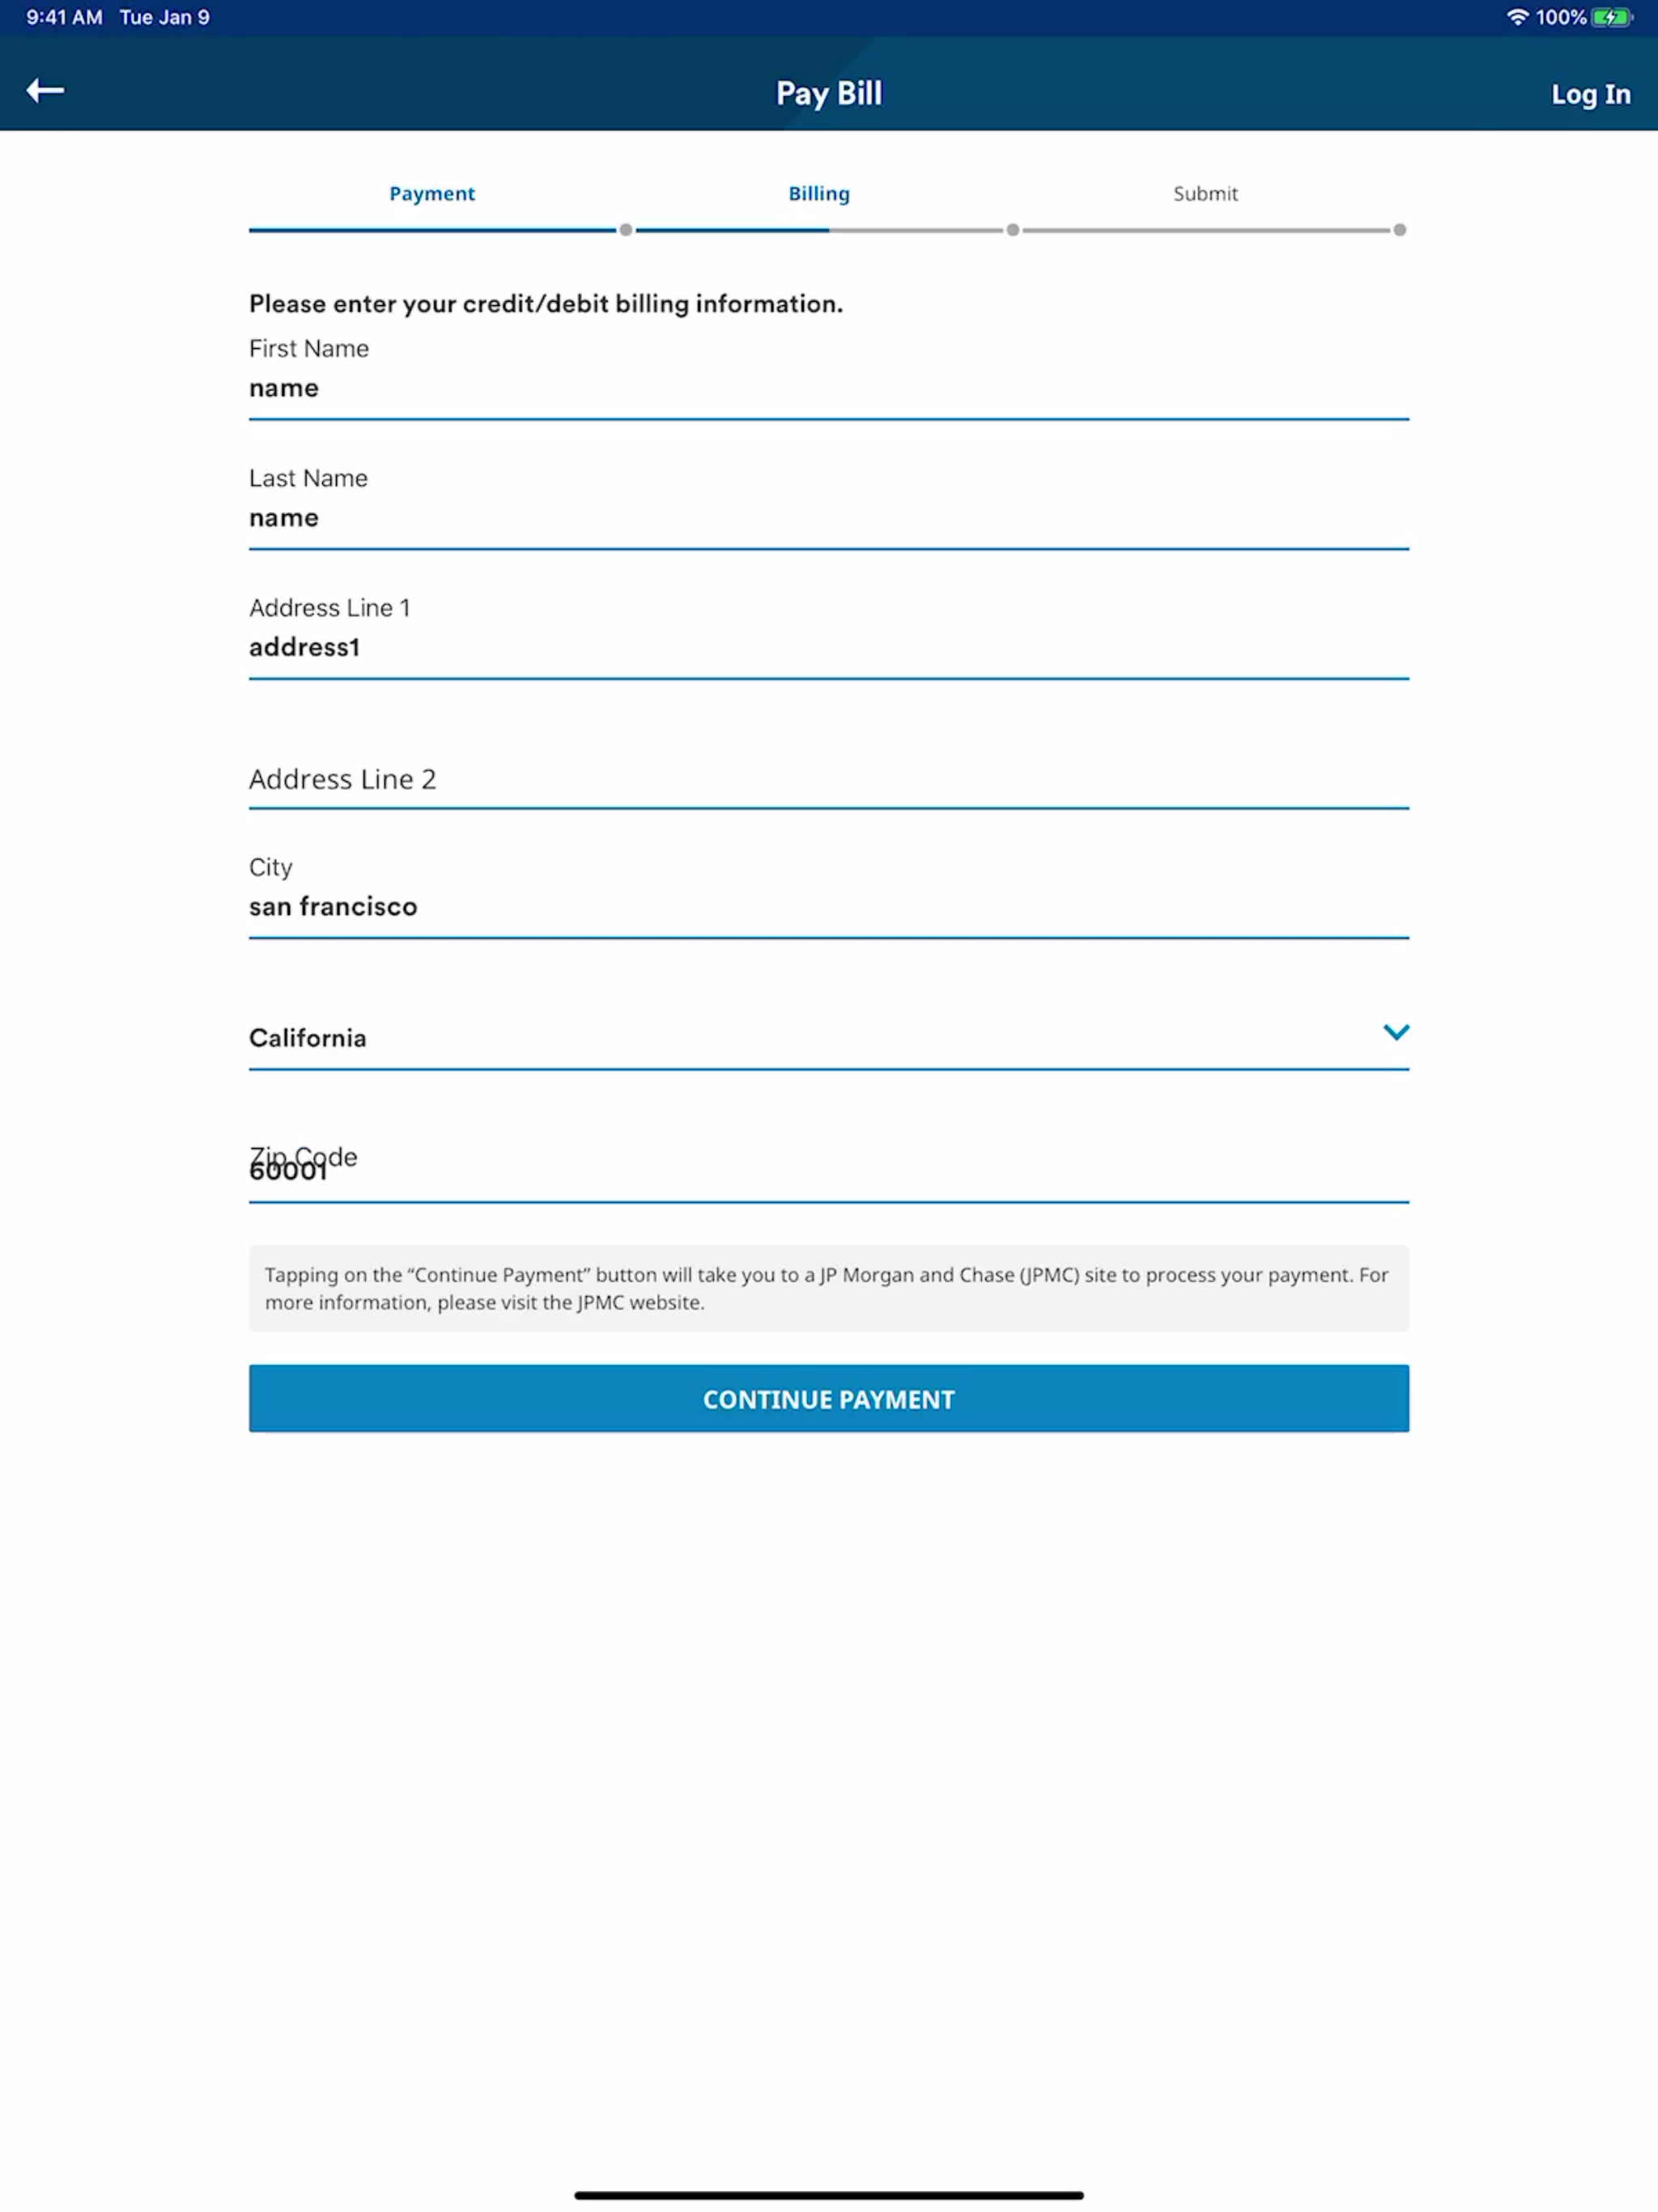 9:41 AM Tue Jan 9
100%
Pay Bill
Log In
Payment
Billing
Submit
Please enter your credit/debit billing information.
First Name
name
Last Name
name
Address Line 1
address1
Address Line 2
City
san francisco
California
Zip Code
60001
Tapping on the “Continue Payment” button will take you to a JP Morgan and Chase (JPMC) site to process your payment. For
more information, please visit the JPMC website.
CONTINUE PAYMENT